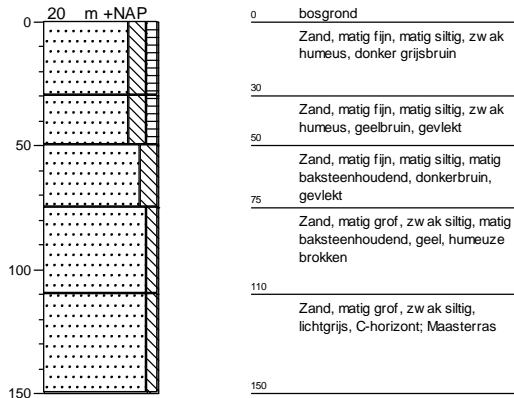 20 m +NAP
0
50
100
150
0 bosgrond
Zand, matig fijn, matig siltig, zwak
humeus, donker grijsbruin
30
Zand, matig fijn, matig siltig, zwak
humeus, geelbruin, gevlekt
50
Zand, matig fijn, matig siltig, matig
baksteenhoudend, donkerbruin,
gevlekt
75
Zand, matig grof, zwak siltig, matig
baksteenhoudend, geel, humeuze
brokken
110
Zand, matig grof, zwak siltig,
lichtgrijs, C-horizont; Maasterras
150